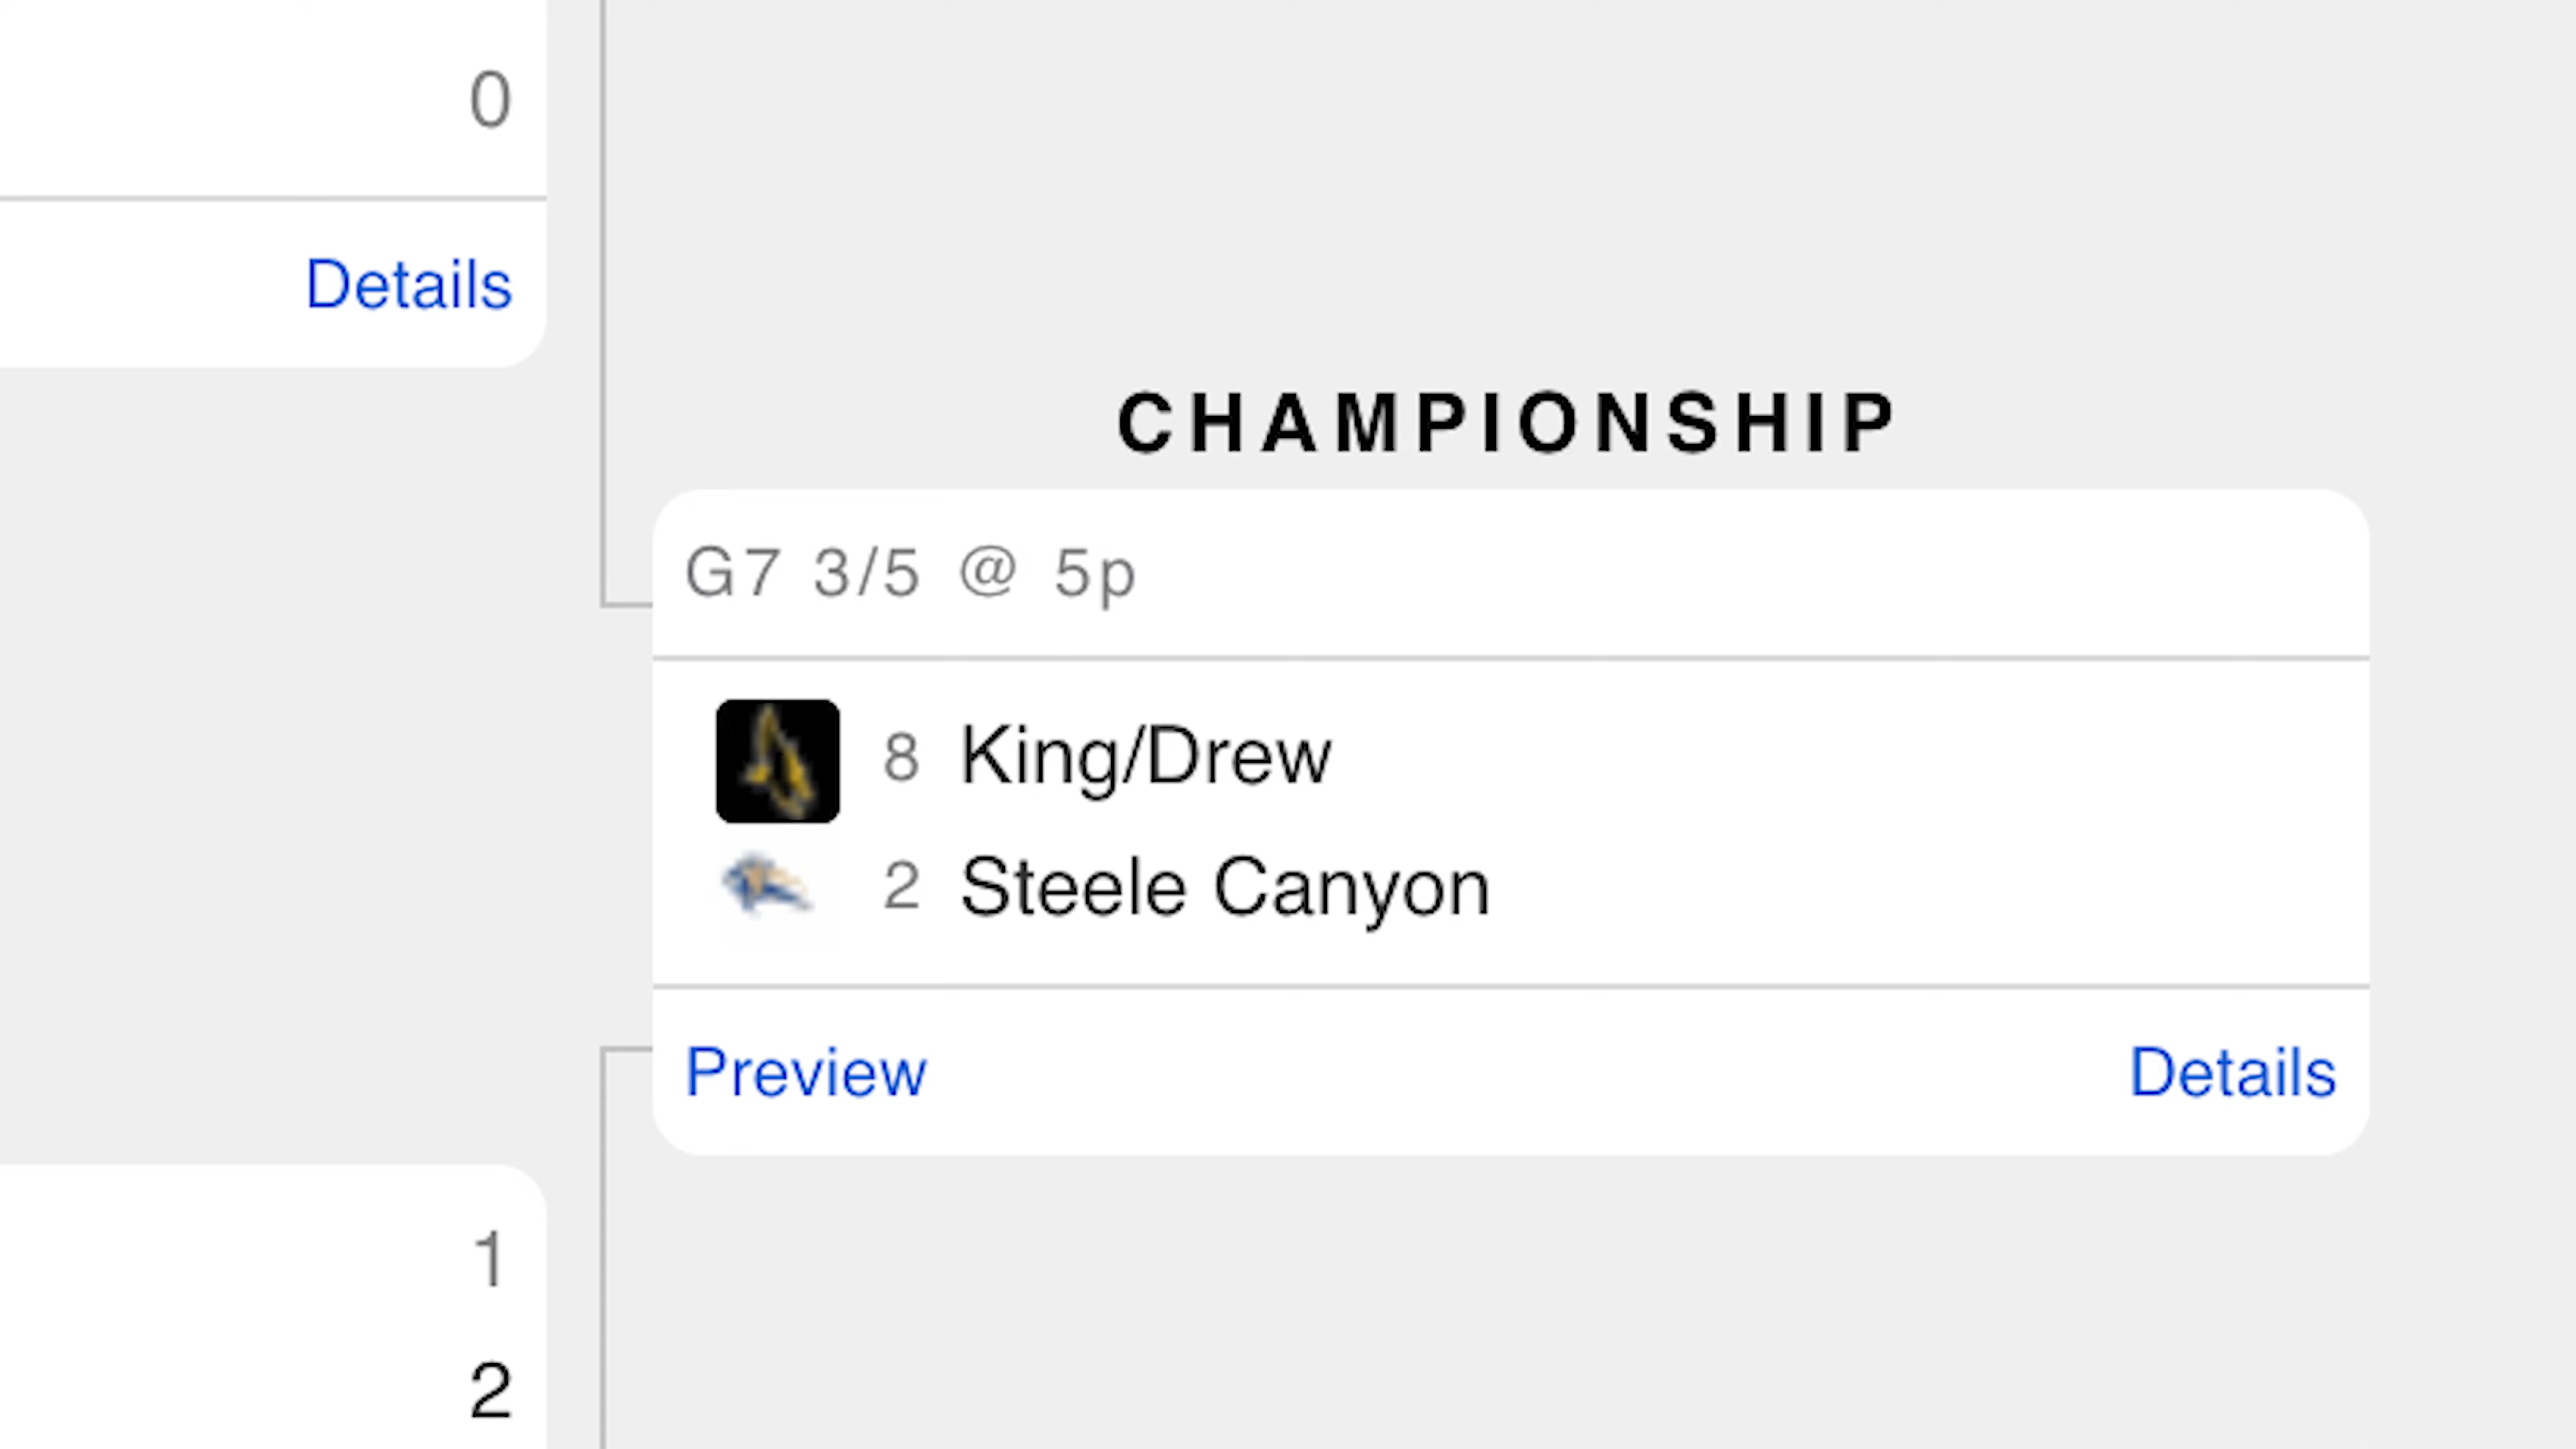 0
Details
CHAMPIONSHIP
G7 3/5 @ 5p
8 King/Drew
2 Steele Canyon
Preview Details
1
2